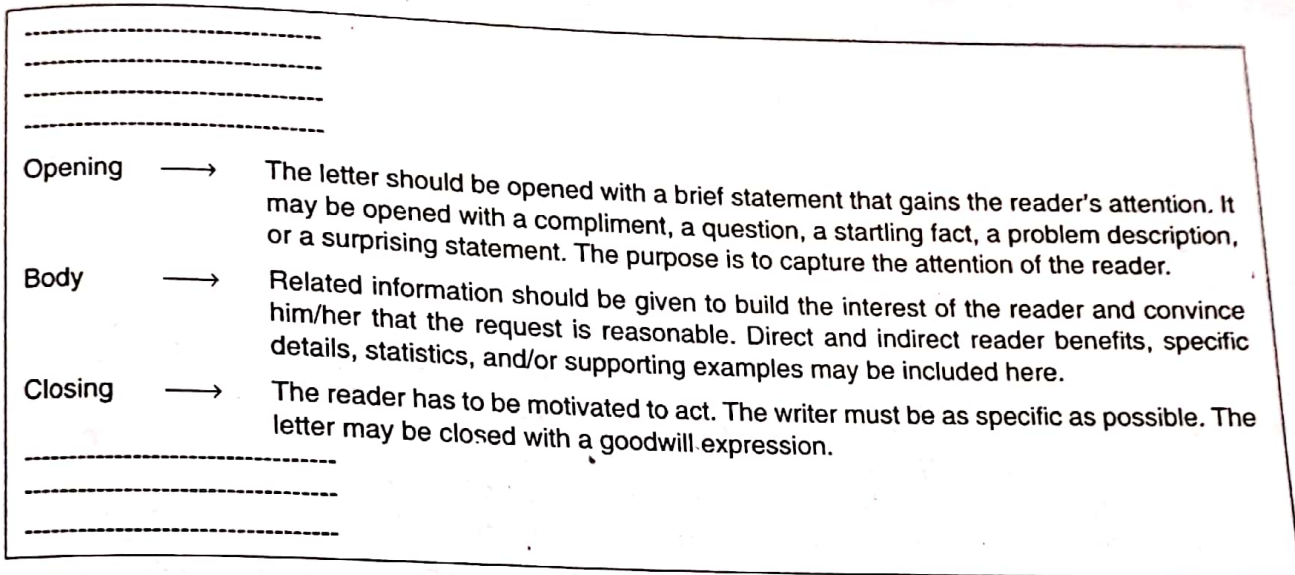 Opening → The letter should be opened with a brief statement that gains the reader's attention. It
may be opened with a compliment, a question, a startling fact, a problem description,
or a surprising statement. The purpose is to capture the attention of the reader.
Body → Related information should be given to build the interest of the reader and convince
him/her that the request is reasonable. Direct and indirect reader benefits, specific
details, statistics, and/or supporting examples may be included here.
Closing → The reader has to be motivated to act. The writer must be as specific as possible. The
letter may be closed with a goodwill expression.